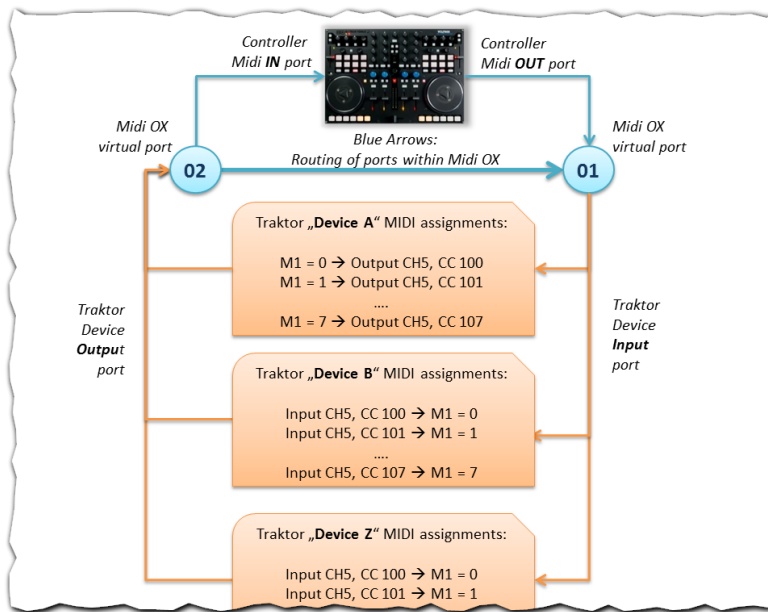 Controller
Midi IN port
Controller
Midi OUT port
Midi OX
virtual port
Blue Arrows:
Routing of ports within Midi OX
Midi OX
virtual port
02
01
Traktor „Device A“ MIDI assignments:
M1 = 0 → Output CH5, CC 100
M1 = 1 → Output CH5, CC 101
....
M1 = 7 → Output CH5, CC 107
Traktor
Device
Output
port
Traktor
Device
Input
port
Traktor „Device B“ MIDI assignments:
Input CH5, CC 100 → M1 = 0
Input CH5, CC 101 → M1 = 1
....
Input CH5, CC 107 → M1 = 7
Traktor „Device Z“ MIDI assignments:
Input CH5, CC 100 → M1 = 0
Input CH5, CC 101 → M1 = 1